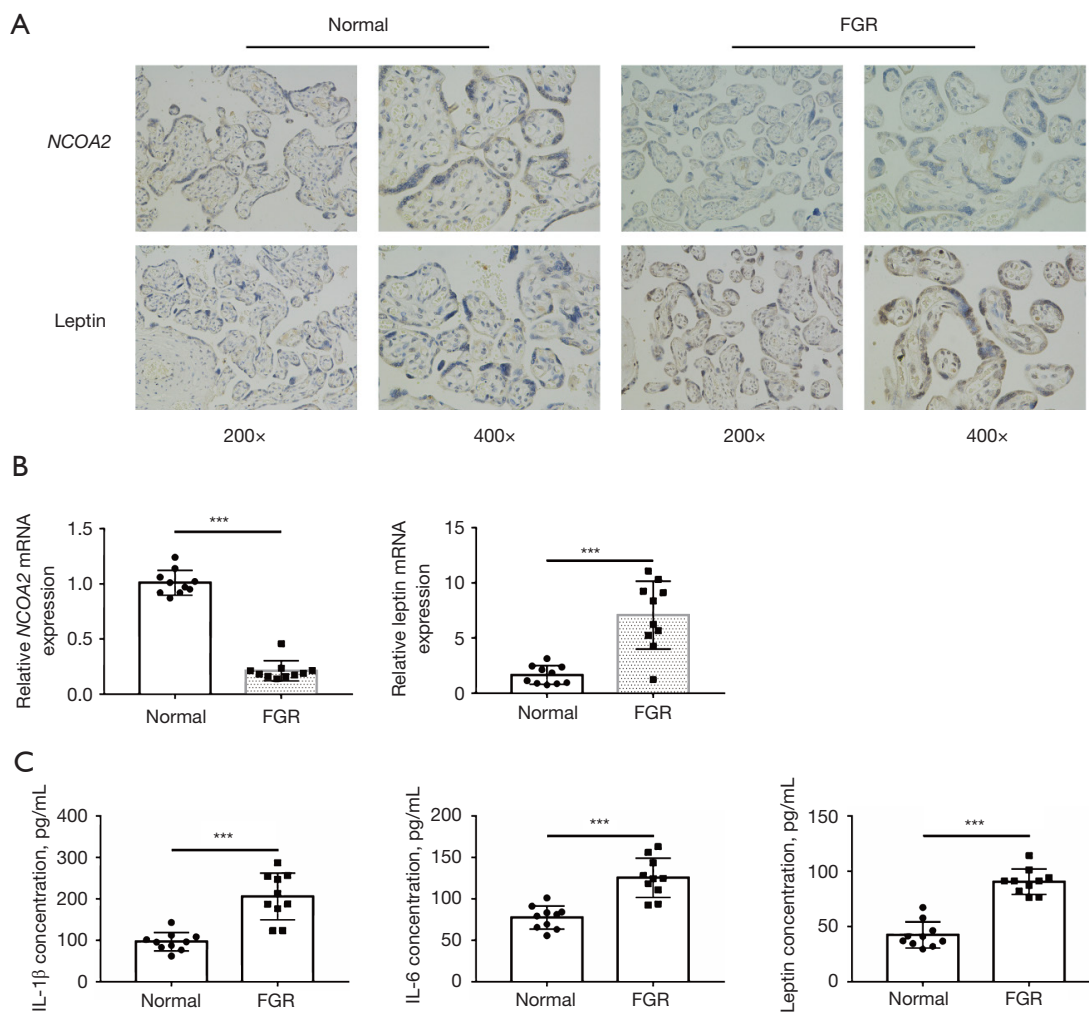 A
Normal
FGR
NCOA2
Leptin
200×
400×
200×
400×
B
Relative NCOA2 mRNA
expression
1.5
1.0
0.5
0.0
***
Normal
FGR
Relative leptin mRNA
expression
15
10
5
0
***
Normal
FGR
C
IL-1β concentration, pg/mL
400
300
200
100
0
***
Normal
FGR
IL-6 concentration, pg/mL
200
150
100
50
0
***
Normal
FGR
Leptin concentration, pg/mL
150
100
50
0
***
Normal
FGR